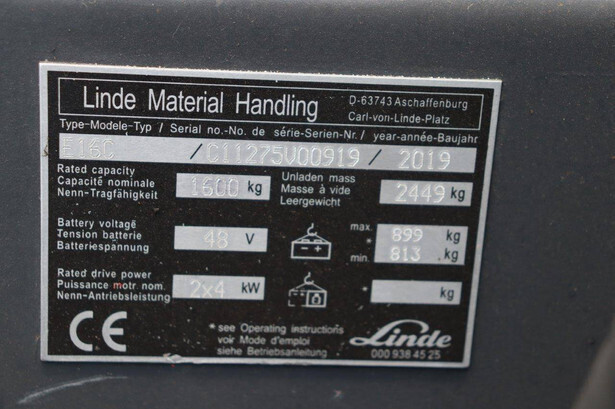 Linde Material Handling
D-63743 Aschaffenburg
Carl-von-Linde-Platz
Type-Modele-Typ / Serial no.-No. de série-Serien-Nr. / year-année-Baujahr
E16C / C11275V00919 / 2019
Rated capacity
Capacité nominale
Nenn-Tragfähigkeit
1600 kg
Unladen mass
Masse à vide
Leergewicht
2449 kg
Battery voltage
Tension batterie
Batteriespannung
48 V
- +
max. 899 kg
*
min. 813 kg
Rated drive power
Puissance motr. nom.
Nenn-Antriebsleistung
2x4 kW
* kg
CE
* see Operating instructions
voir Mode d'emploi
siehe Betriebsanleitung
Linde
000 938 45 25